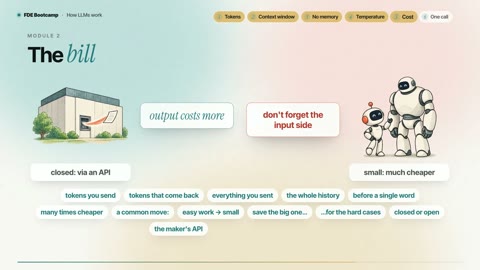 FDE Bootcamp · How LLMs work
Tokens
Context window
No memory
Temperature
Cost
One call
MODULE 2
The bill
output costs more
don't forget the
input side
closed: via an API
small: much cheaper
tokens you send
tokens that come back
everything you sent
the whole history
before a single word
many times cheaper
a common move:
easy work → small
save the big one...
...for the hard cases
closed or open
the maker's API